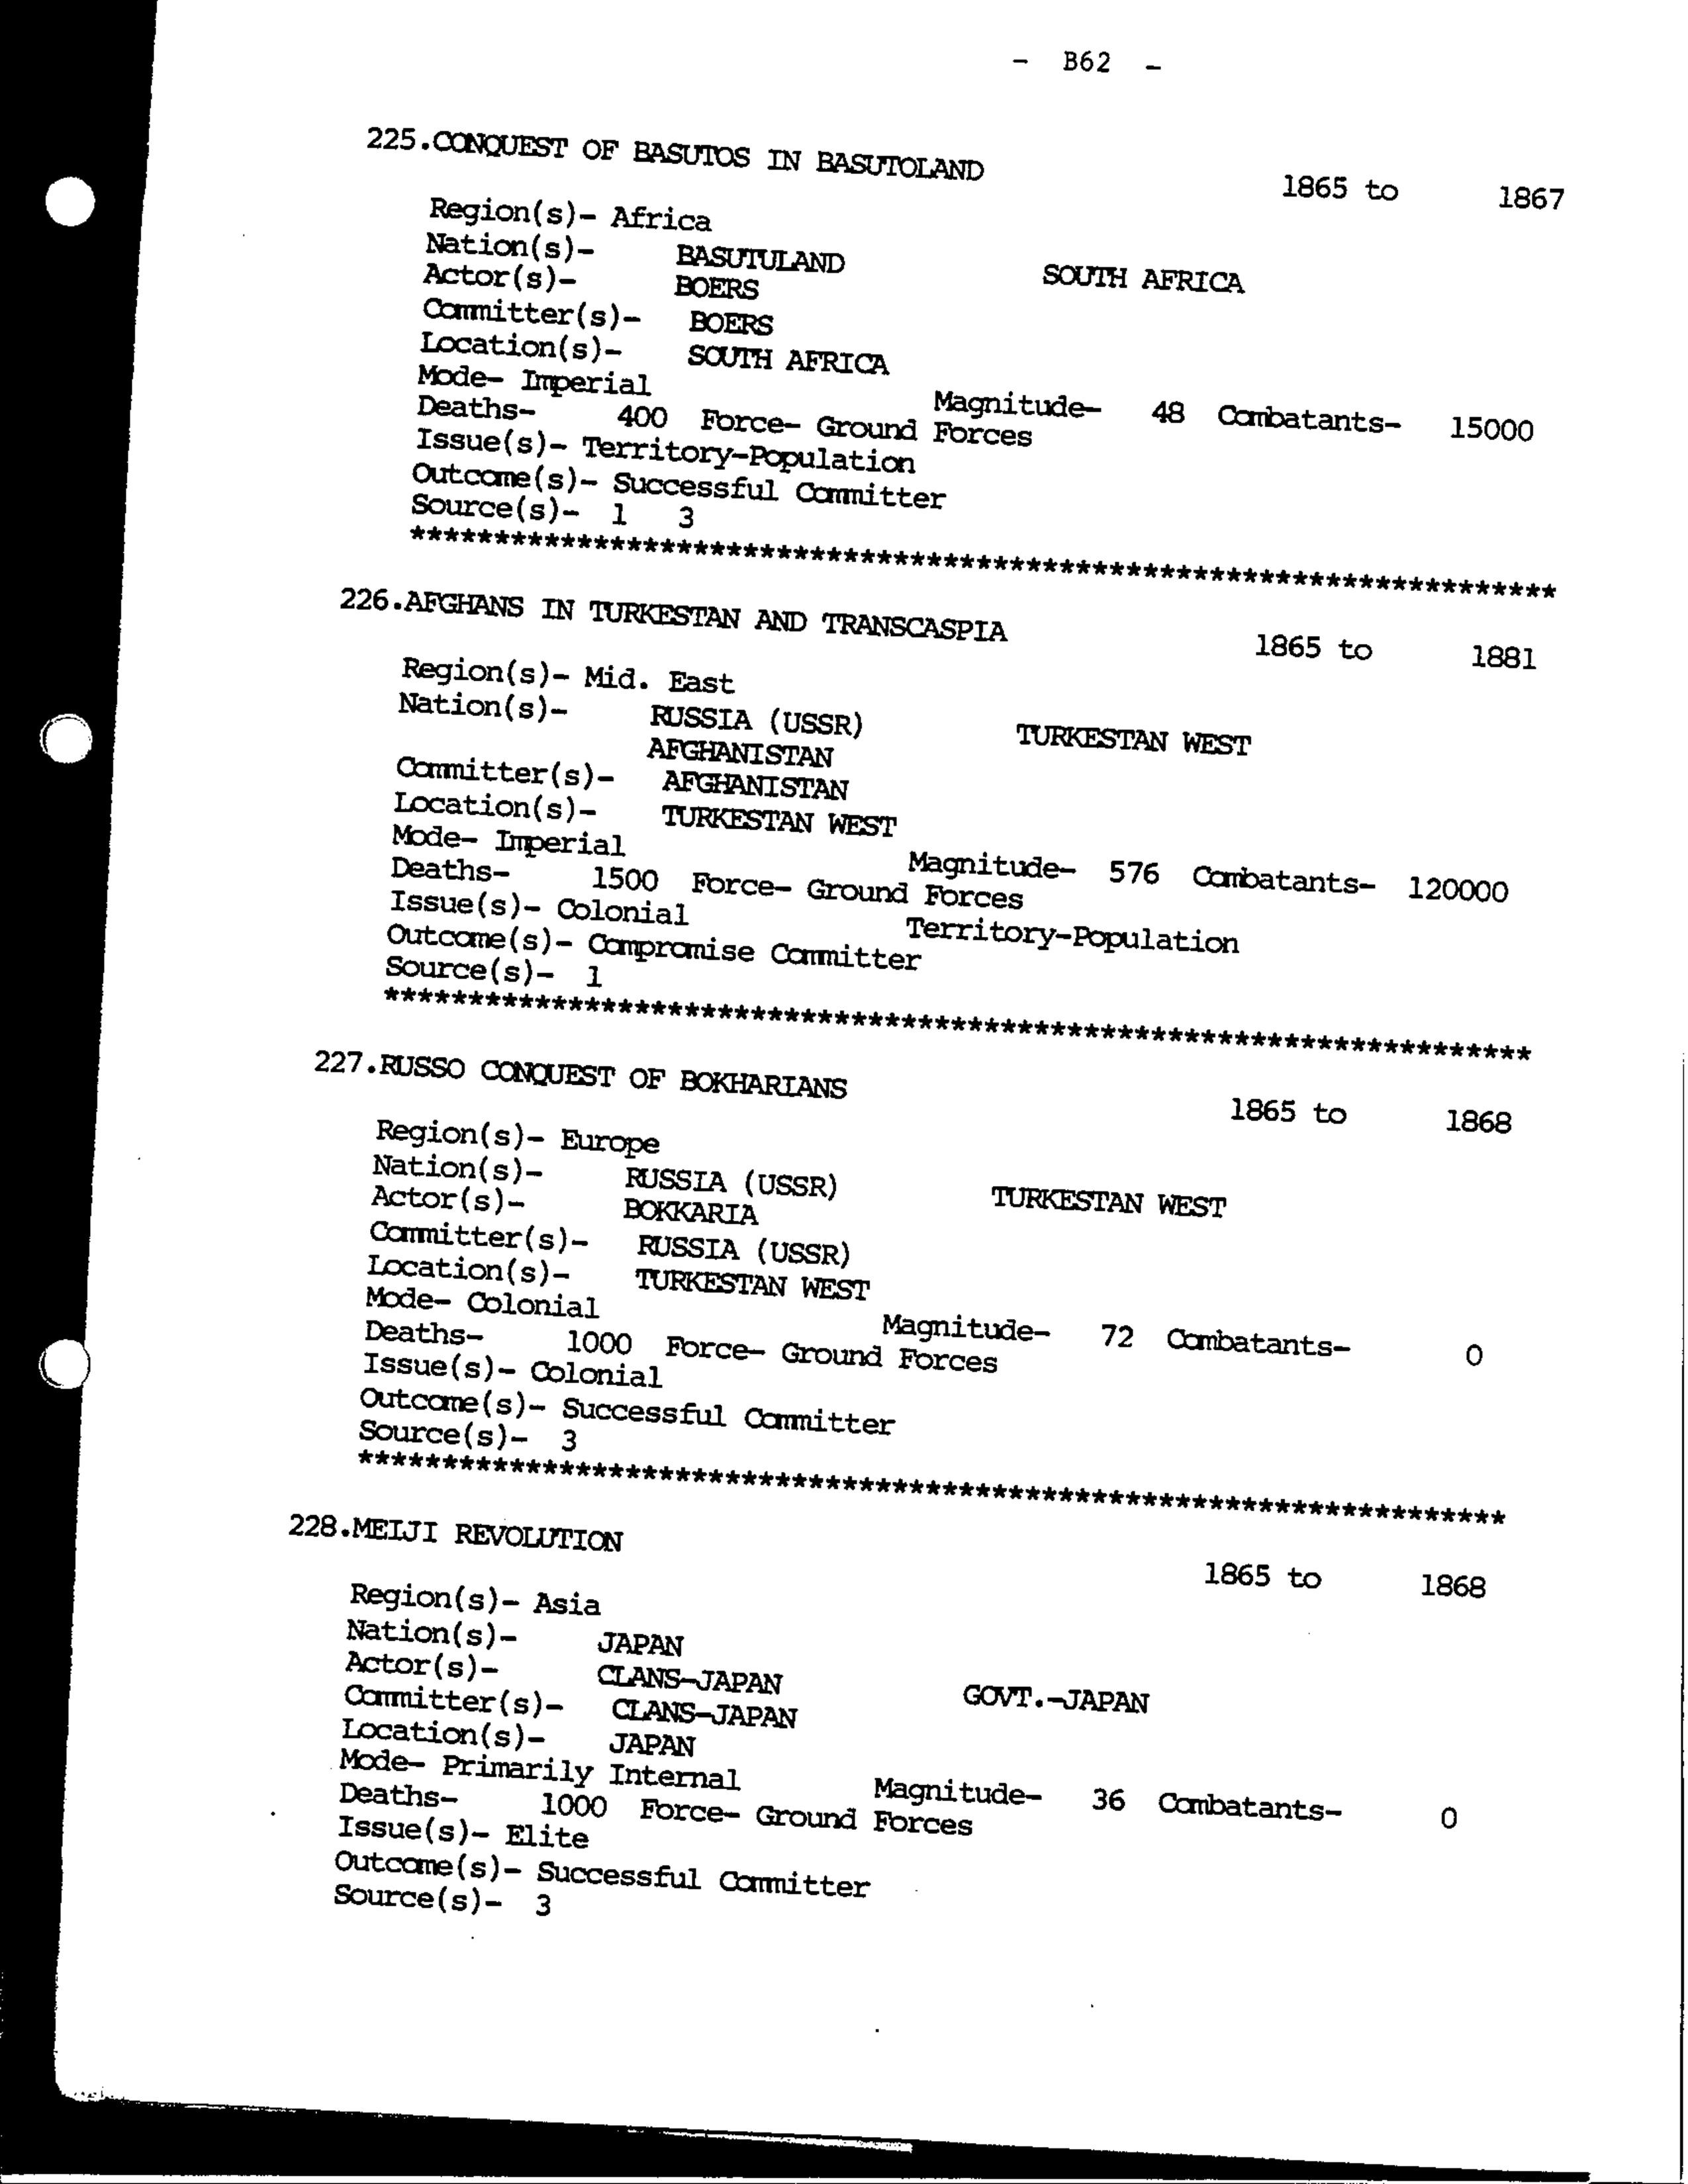 - B62 -
225.CONQUEST OF BASUTOS IN BASUTOLAND 1865 to 1867
Region(s)- Africa
Nation(s)- BASUTULAND SOUTH AFRICA
Actor(s)- BOERS
Committer(s)- BOERS
Location(s)- SOUTH AFRICA
Mode- Imperial Magnitude- 48 Combatants- 15000
Deaths- 400 Force- Ground Forces
Issue(s)- Territory-Population
Outcome(s)- Successful Committer
Source(s)- 1 3
*********************************************************************
226.AFGHANS IN TURKESTAN AND TRANSCASPIA 1865 to 1881
Region(s)- Mid. East
Nation(s)- RUSSIA (USSR) TURKESTAN WEST
AFGHANISTAN
Committer(s)- AFGHANISTAN
Location(s)- TURKESTAN WEST
Mode- Imperial Magnitude- 576 Combatants- 120000
Deaths- 1500 Force- Ground Forces
Issue(s)- Colonial Territory-Population
Outcome(s)- Compromise Committer
Source(s)- 1
*********************************************************************
227.RUSSO CONQUEST OF BOKHARIANS 1865 to 1868
Region(s)- Europe
Nation(s)- RUSSIA (USSR) TURKESTAN WEST
Actor(s)- BOKKARIA
Committer(s)- RUSSIA (USSR)
Location(s)- TURKESTAN WEST
Mode- Colonial Magnitude- 72 Combatants- 0
Deaths- 1000 Force- Ground Forces
Issue(s)- Colonial
Outcome(s)- Successful Committer
Source(s)- 3
*********************************************************************
228.MEIJI REVOLUTION 1865 to 1868
Region(s)- Asia
Nation(s)- JAPAN
Actor(s)- CLANS-JAPAN GOVT.-JAPAN
Committer(s)- CLANS-JAPAN
Location(s)- JAPAN
Mode- Primarily Internal Magnitude- 36 Combatants- 0
Deaths- 1000 Force- Ground Forces
Issue(s)- Elite
Outcome(s)- Successful Committer
Source(s)- 3